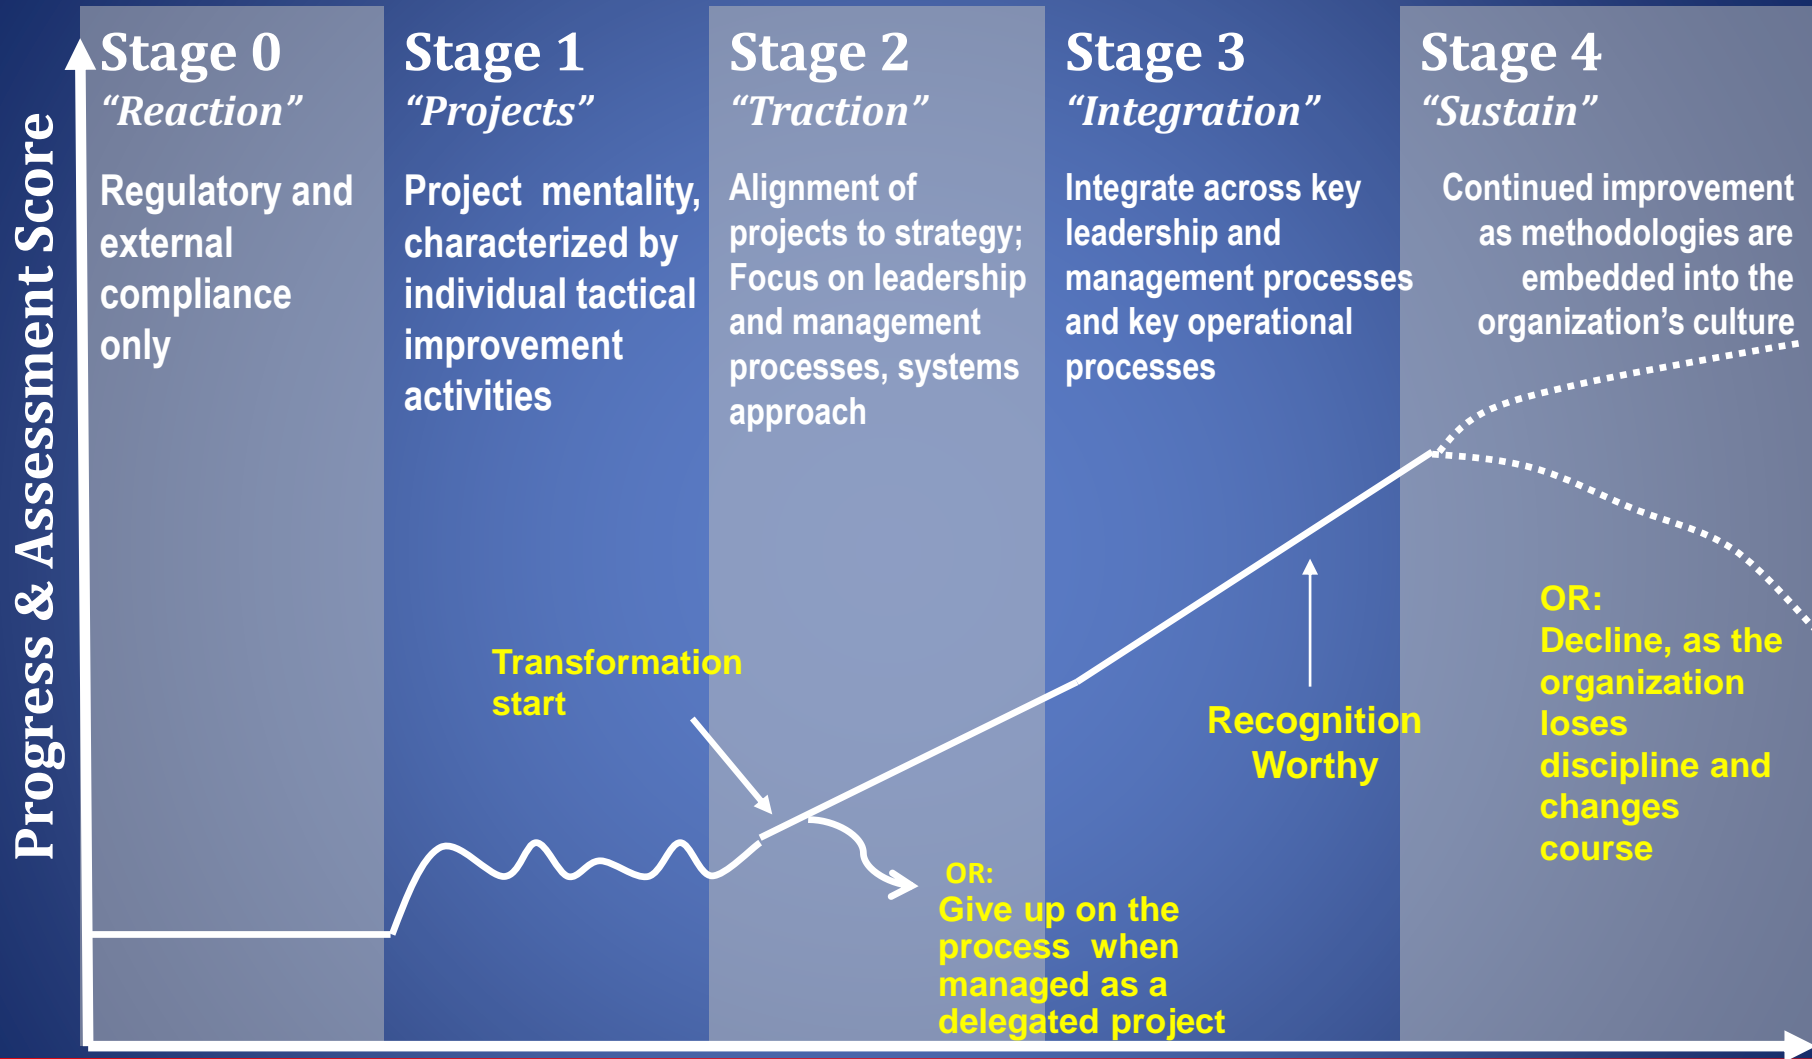 Progress & Assessment Score
Stage 0
“Reaction”
Regulatory and
external
compliance
only
Stage 1
“Projects”
Project  mentality,
characterized by
individual tactical
improvement
activities
Stage 2
“Traction”
Alignment of
projects to strategy;
Focus on leadership
and management
processes, systems
approach
Stage 3
“Integration”
Integrate across key
leadership and
management processes
and key operational
processes
Stage 4
“Sustain”
Continued improvement
as methodologies are
embedded into the
organization’s culture
Transformation
start
OR:
Give up on the
process  when
managed as a
delegated project
Recognition
Worthy
OR:
Decline, as the
organization
loses
discipline and
changes
course